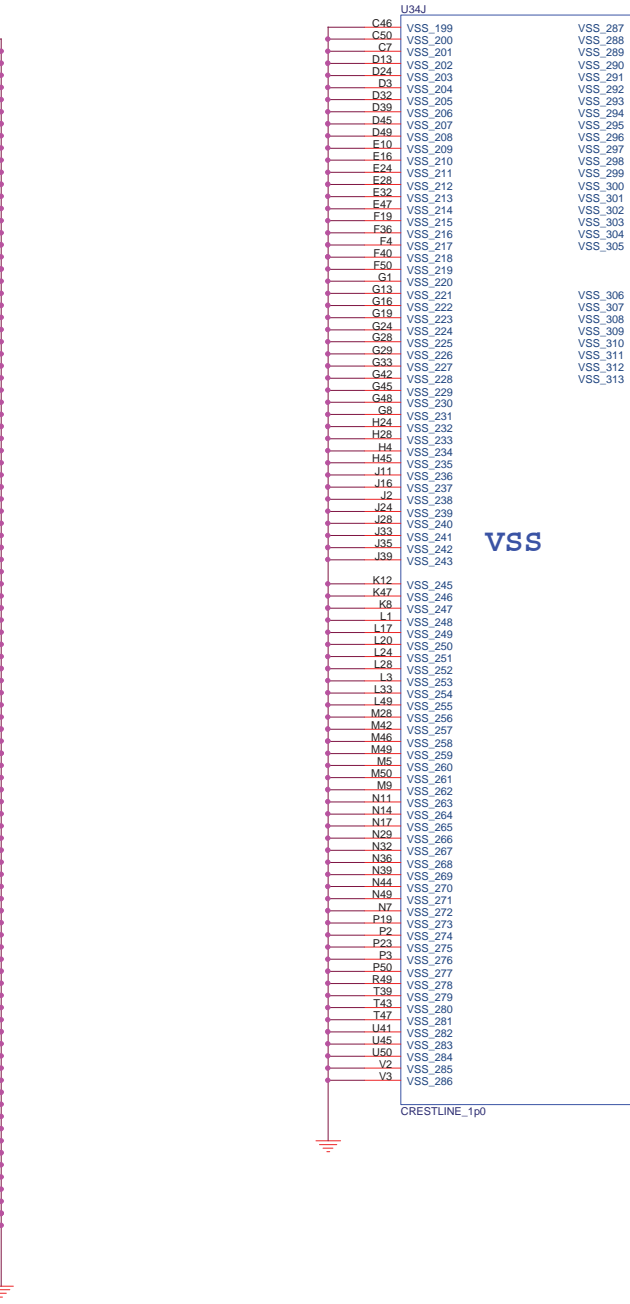 U34J
C46 VSS_199 VSS_287
C50 VSS_200 VSS_288
C7 VSS_201 VSS_289
D13 VSS_202 VSS_290
D24 VSS_203 VSS_291
D3 VSS_204 VSS_292
D32 VSS_205 VSS_293
D39 VSS_206 VSS_294
D45 VSS_207 VSS_295
D49 VSS_208 VSS_296
E10 VSS_209 VSS_297
E16 VSS_210 VSS_298
E24 VSS_211 VSS_299
E28 VSS_212 VSS_300
E32 VSS_213 VSS_301
E47 VSS_214 VSS_302
F19 VSS_215 VSS_303
F36 VSS_216 VSS_304
F4 VSS_217 VSS_305
F40 VSS_218
F50 VSS_219
G1 VSS_220
G13 VSS_221 VSS_306
G16 VSS_222 VSS_307
G19 VSS_223 VSS_308
G24 VSS_224 VSS_309
G28 VSS_225 VSS_310
G29 VSS_226 VSS_311
G33 VSS_227 VSS_312
G42 VSS_228 VSS_313
G45 VSS_229
G48 VSS_230
G8 VSS_231
H24 VSS_232
H28 VSS_233
H4 VSS_234
H45 VSS_235
J11 VSS_236
J16 VSS_237
J2 VSS_238
J24 VSS_239
J28 VSS_240
J33 VSS_241
J35 VSS_242
J39 VSS_243
VSS
K12 VSS_245
K47 VSS_246
K8 VSS_247
L1 VSS_248
L17 VSS_249
L20 VSS_250
L24 VSS_251
L28 VSS_252
L3 VSS_253
L33 VSS_254
L49 VSS_255
M28 VSS_256
M42 VSS_257
M46 VSS_258
M49 VSS_259
M5 VSS_260
M50 VSS_261
M9 VSS_262
N11 VSS_263
N14 VSS_264
N17 VSS_265
N29 VSS_266
N32 VSS_267
N36 VSS_268
N39 VSS_269
N44 VSS_270
N49 VSS_271
N7 VSS_272
P19 VSS_273
P2 VSS_274
P23 VSS_275
P3 VSS_276
P50 VSS_277
R49 VSS_278
T39 VSS_279
T43 VSS_280
T47 VSS_281
U41 VSS_282
U45 VSS_283
U50 VSS_284
V2 VSS_285
V3 VSS_286
CRESTLINE_1p0